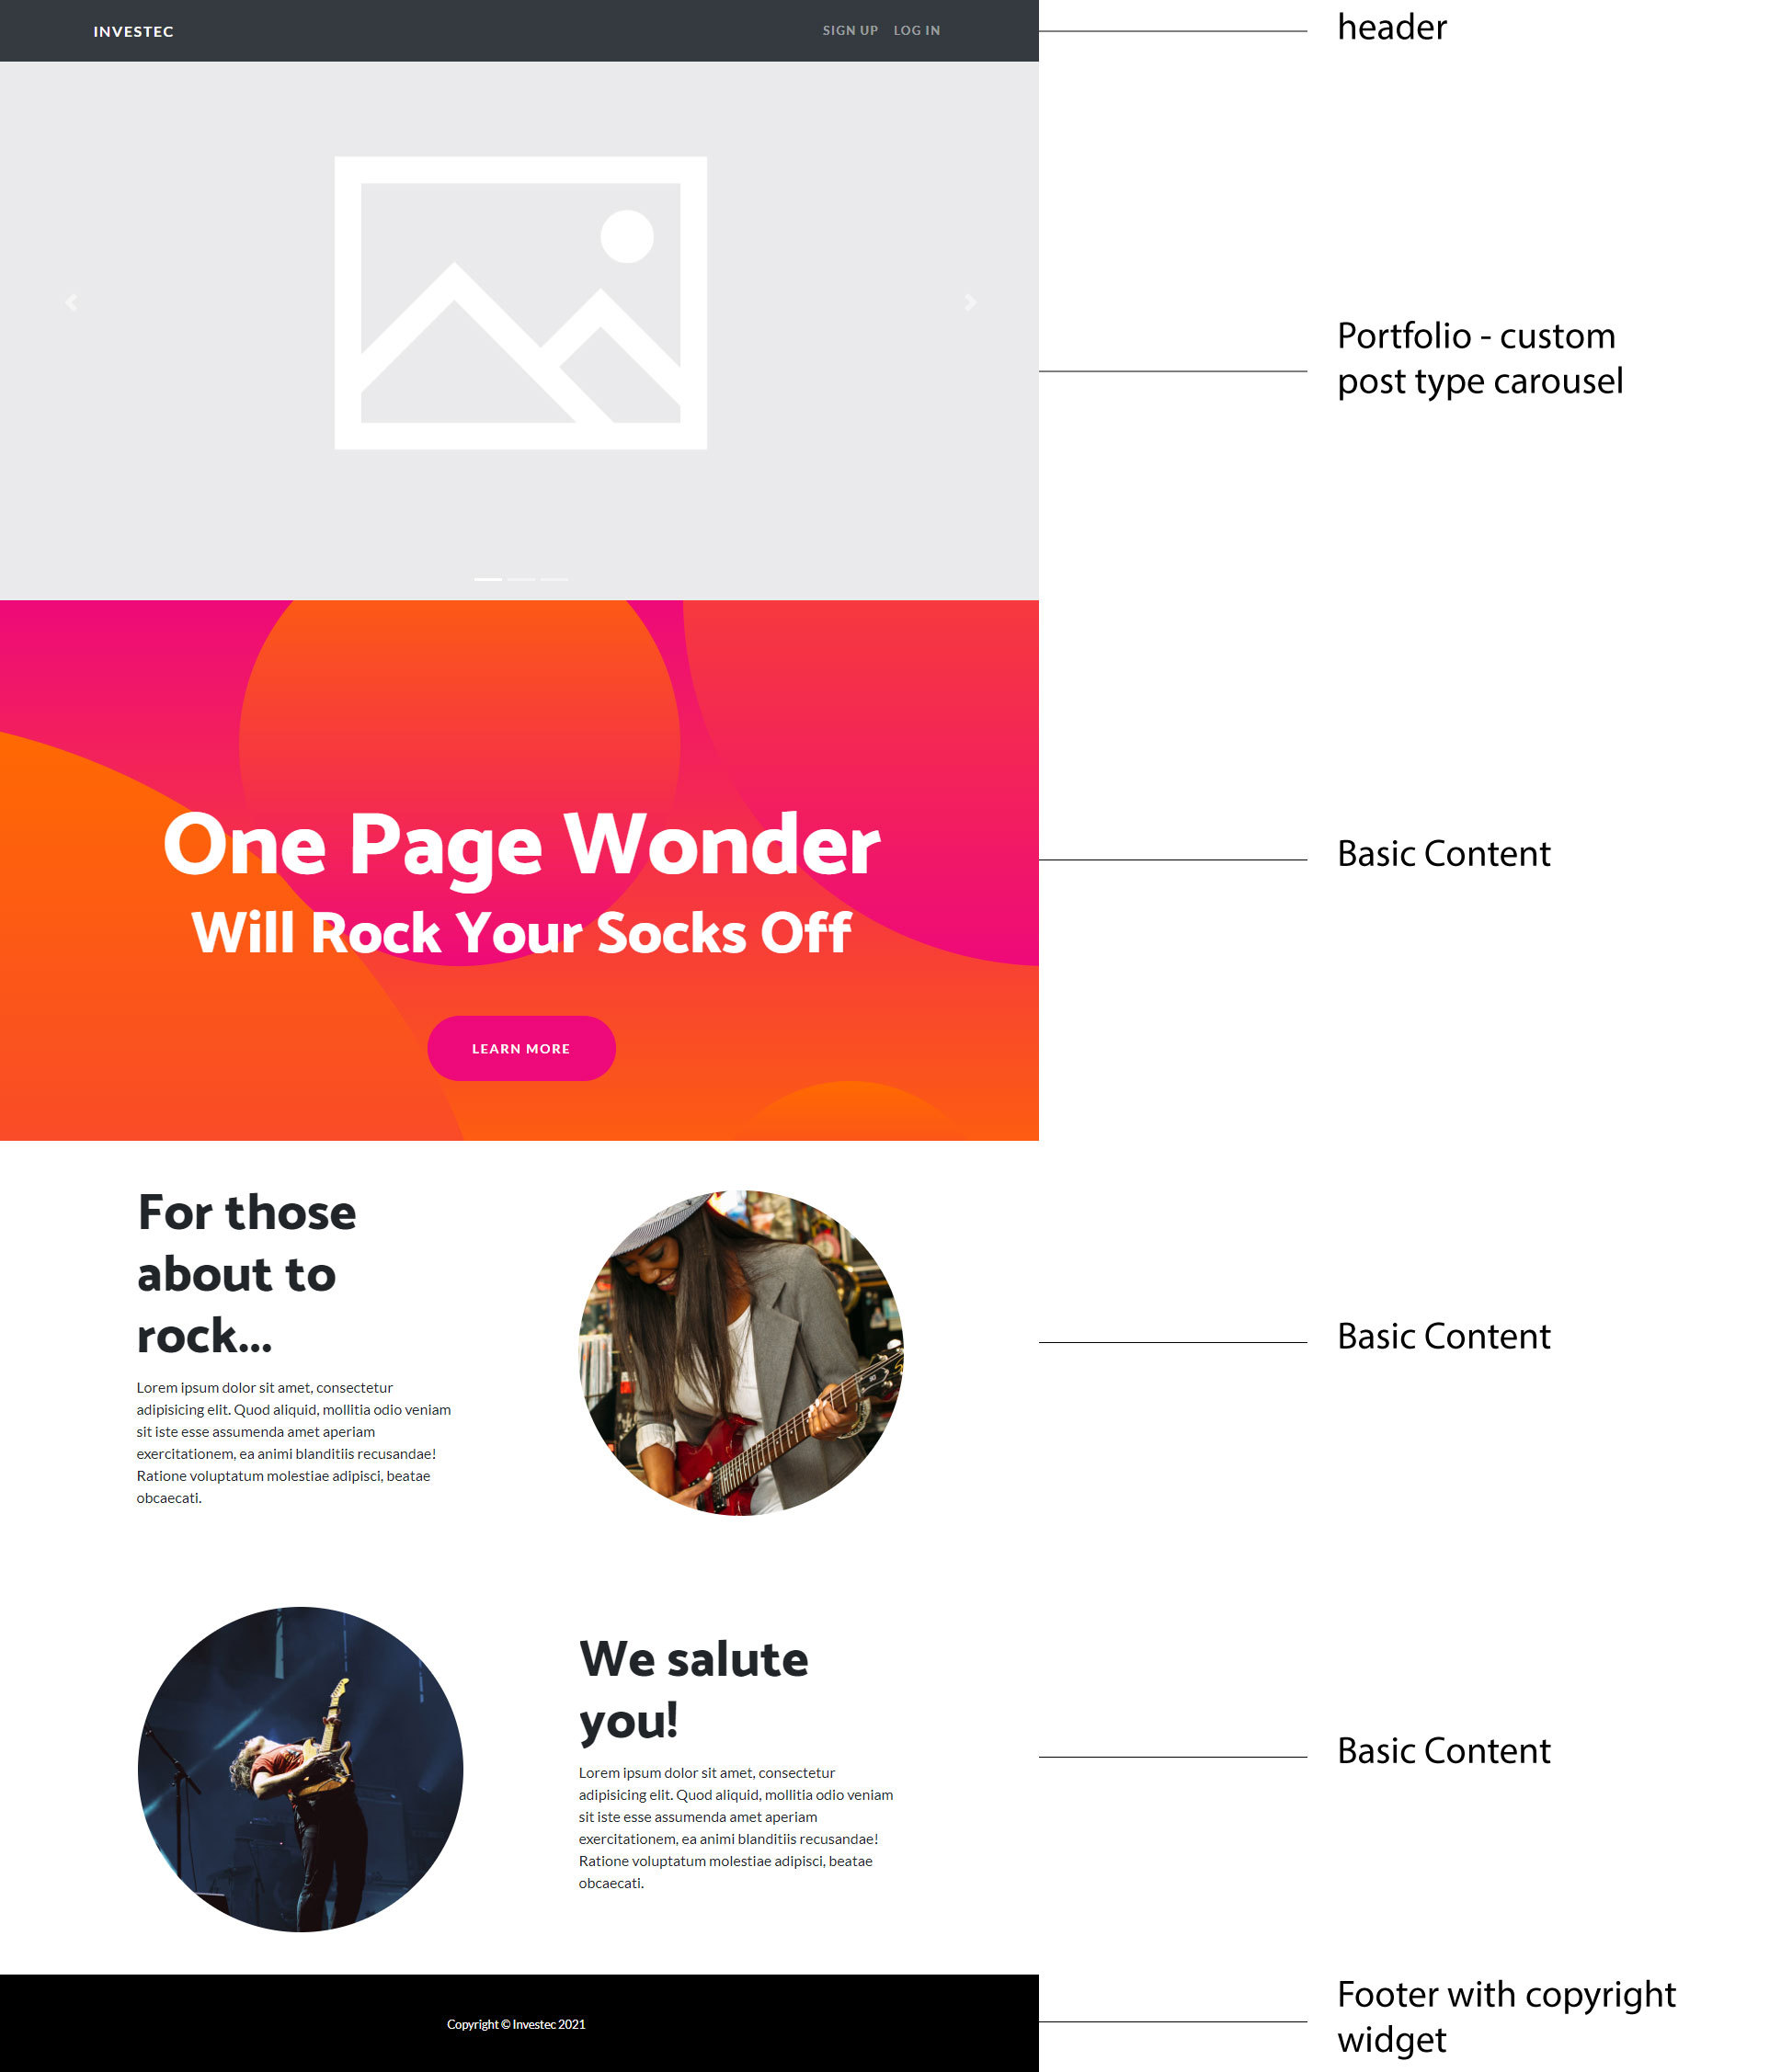 INVESTEC
SIGN UP LOG IN
header
Portfolio - custom
post type carousel
One Page Wonder
Will Rock Your Socks Off
LEARN MORE
Basic Content
For those
about to
rock...
Lorem ipsum dolor sit amet, consectetur
adipisicing elit. Quod aliquid, mollitia odio veniam
sit iste esse assumenda amet aperiam
exercitationem, ea animi blanditiis recusandae!
Ratione voluptatum molestiae adipisci, beatae
obcaecati.
Basic Content
We salute
you!
Lorem ipsum dolor sit amet, consectetur
adipisicing elit. Quod aliquid, mollitia odio veniam
sit iste esse assumenda amet aperiam
exercitationem, ea animi blanditiis recusandae!
Ratione voluptatum molestiae adipisci, beatae
obcaecati.
Basic Content
Copyright © Investec 2021
Footer with copyright
widget